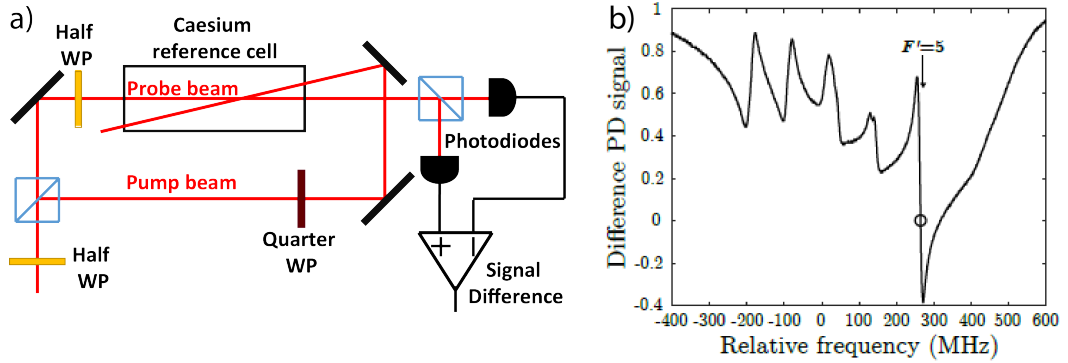 a)
Half
WP
Caesium
reference cell
Probe beam
Photodiodes
Pump beam
Quarter
WP
Half
WP
Signal
Difference
b)
Difference PD signal
1
0.8
0.6
0.4
0.2
0
-0.2
-0.4
F'=5
-400 -300 -200 -100 0 100 200 300 400 500 600
Relative frequency (MHz)